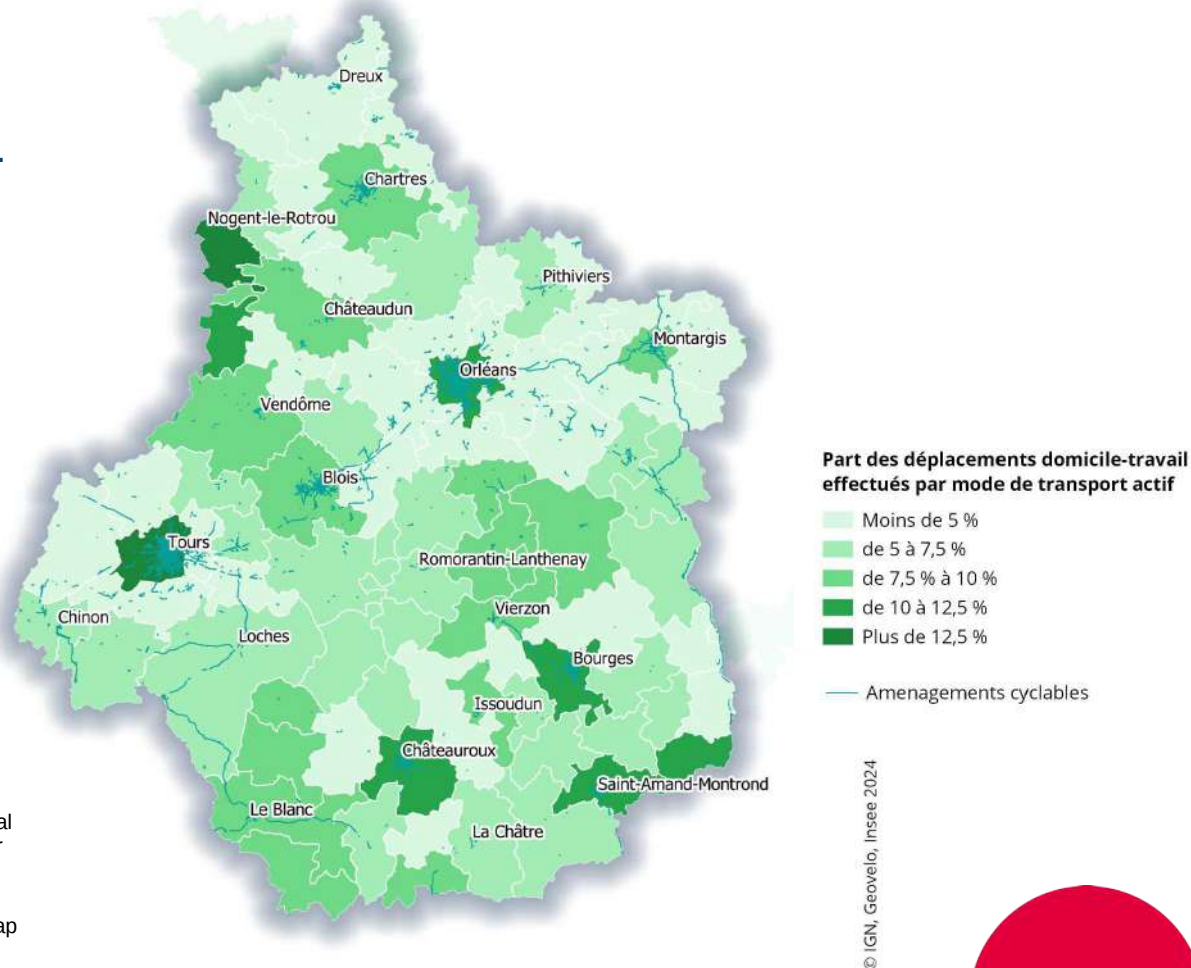 Dreux
.
Chartres
Nogent-le-Rotrou
Pithiviers
Châteaudun
Montargis
Orléans
Vendôme
Blois
Part des déplacements domicile-travail
effectués par mode de transport actif
Moins de 5 %
de 5 à 7,5 %
de 7,5 % à 10 %
de 10 à 12,5 %
Plus de 12,5 %
Amenagements cyclables
Tours
Romorantin-Lanthenay
Chinon
Vierzon
Loches
Bourges
Issoudun
Châteauroux
Saint-Amand-Montrond
Le Blanc
La Châtre
al
ap
© IGN, Geovelo, Insee 2024